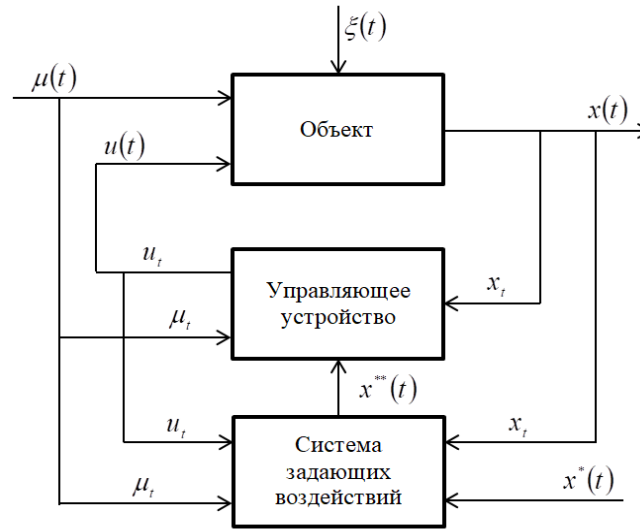 ξ(t)
μ(t)
x(t)
Объект
u(t)
u_t
Управляющее
устройство
x_t
μ_t
x^{**}(t)
u_t
Система
задающих
воздействий
x_t
μ_t
x^*(t)